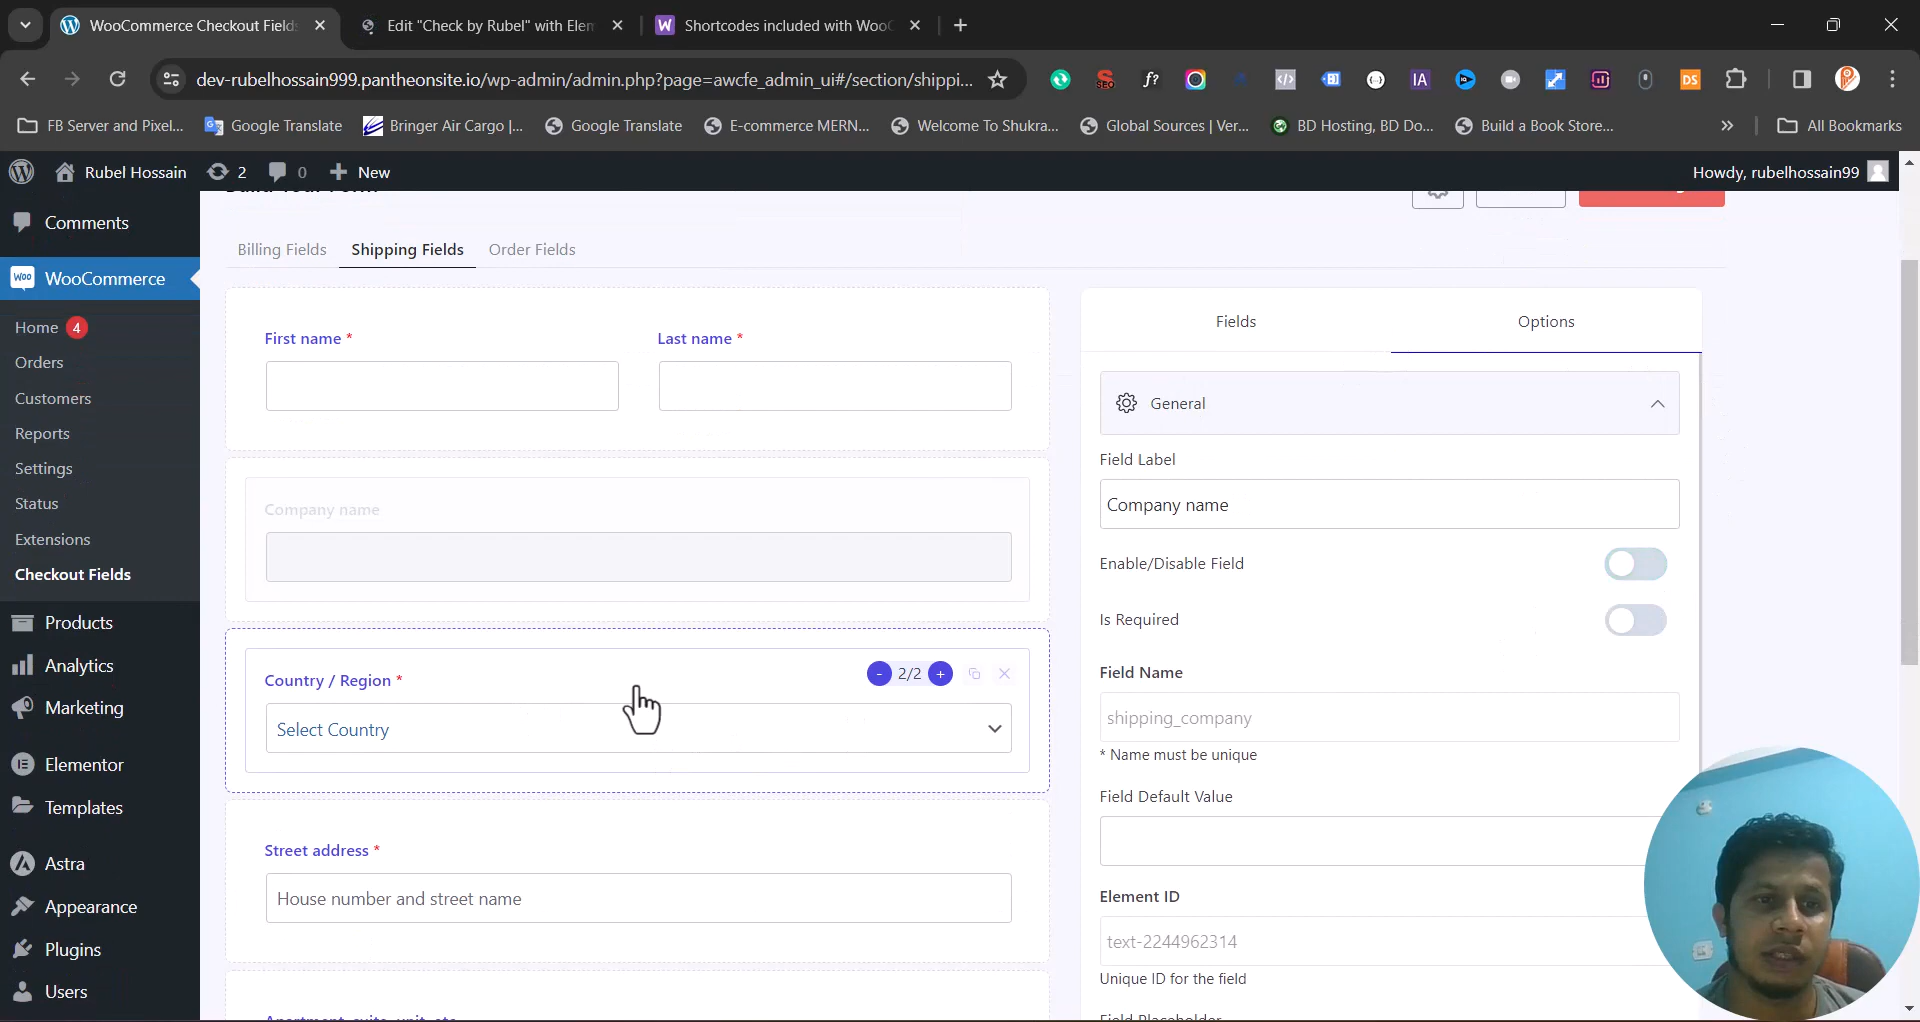 WooCommerce Checkout Fields
Edit "Check by Rubel" with Elem
Shortcodes included with WooC
dev-rubelhossain999.pantheonsite.io/wp-admin/admin.php?page=awcfe_admin_ui#/section/shippi...
FB Server and Pixel...
Google Translate
Bringer Air Cargo |...
Google Translate
E-commerce MERN...
Welcome To Shukra...
Global Sources | Ver...
BD Hosting, BD Do...
Build a Book Store...
»
All Bookmarks
Rubel Hossain
2
0
New
Howdy, rubelhossain99
Comments
WooCommerce
Home 4
Orders
Customers
Reports
Settings
Status
Extensions
Checkout Fields
Products
Analytics
Marketing
Elementor
Templates
Astra
Appearance
Plugins
Users
Billing Fields
Shipping Fields
Order Fields
First name *
Last name *
Company name
Country / Region *
- 2/2 +
Select Country
Street address *
House number and street name
Apartment, suite, unit, etc.
Fields
Options
General
Field Label
Company name
Enable/Disable Field
Is Required
Field Name
shipping_company
* Name must be unique
Field Default Value
Element ID
text-2244962314
Unique ID for the field
Field Placeholder